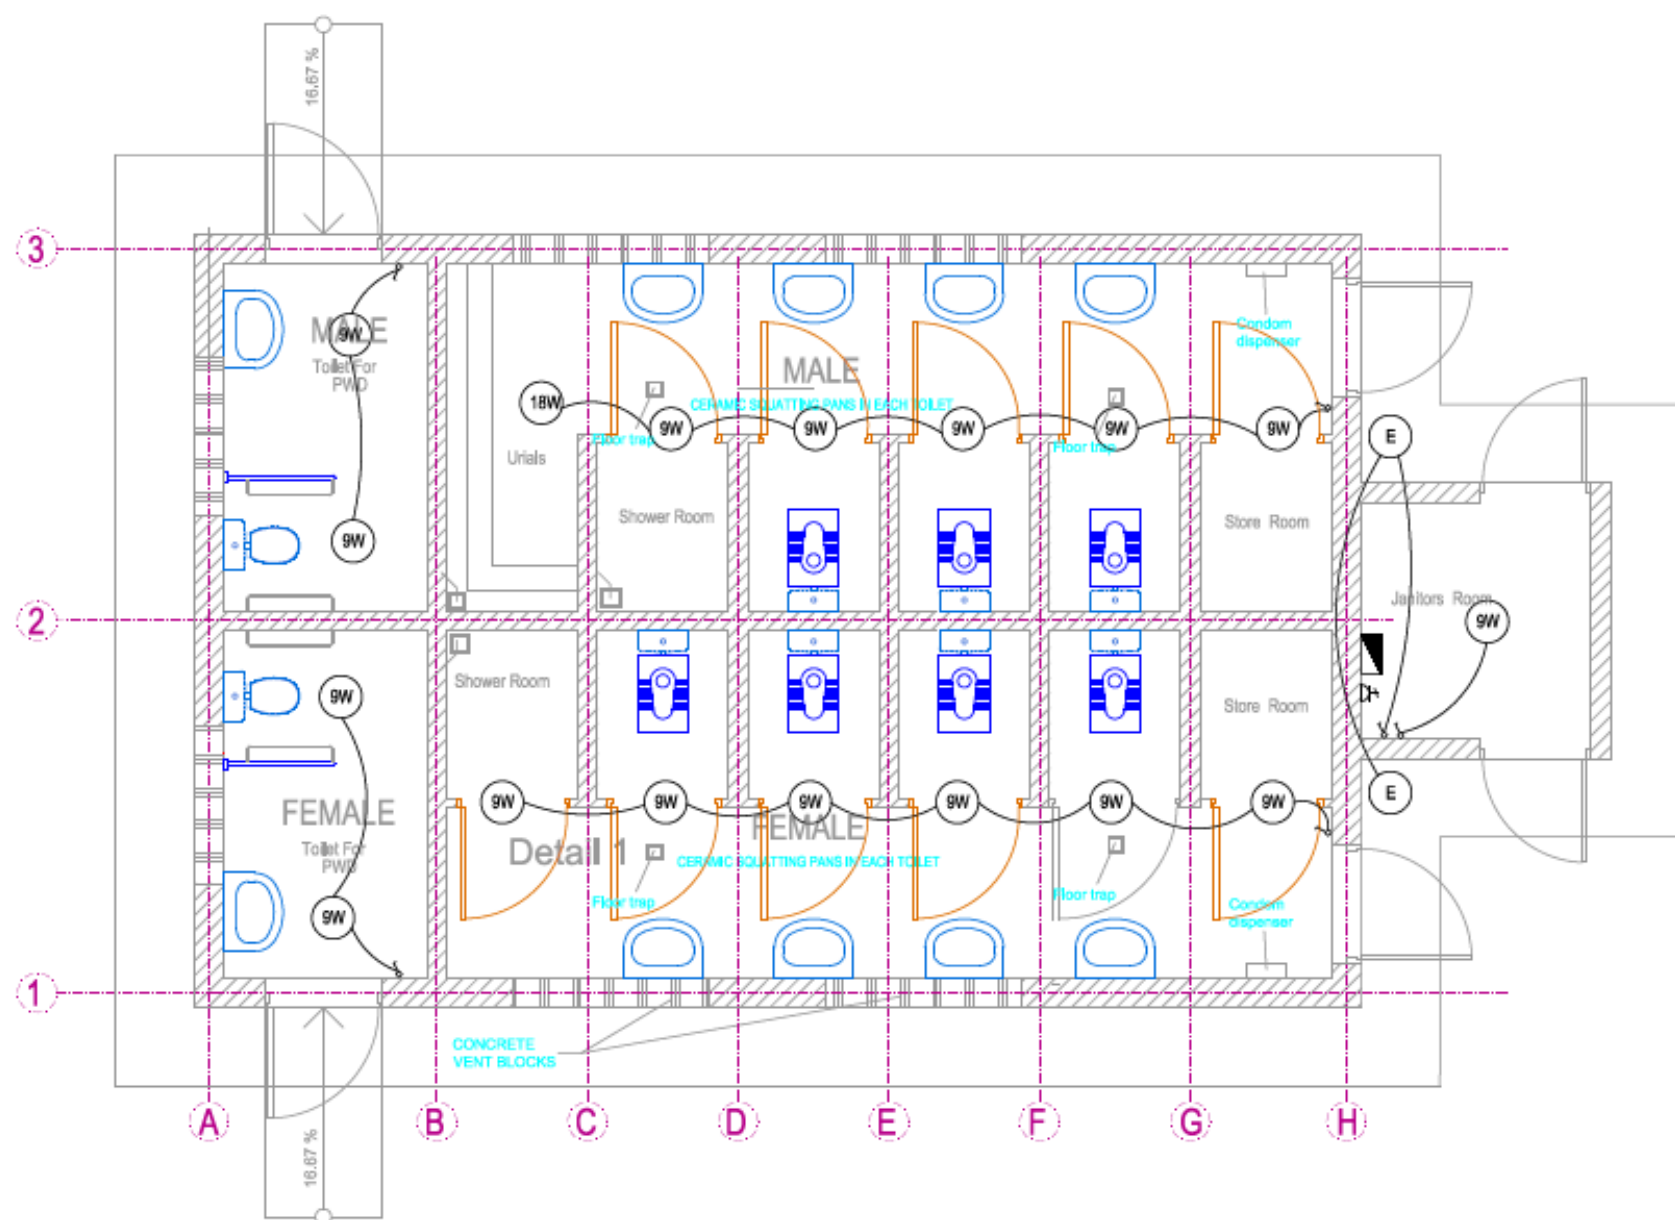 16.67 %
3
MALE
9W
Toilet For
PWD
Condom
dispenser
MALE
CERAMIC SQUATTING PANS IN EACH TOILET
18W
9W
9W
9W
9W
9W
E
Floor trap
Floor trap
Urials
Shower Room
Store Room
9W
Janitors Room
2
9W
Shower Room
9W
Store Room
9W
9W
9W
9W
9W
9W
E
FEMALE
FEMALE
Toilet For
PWD
Detail 1
CERAMIC SQUATTING PANS IN EACH TOILET
Floor trap
Floor trap
Condom
dispenser
9W
1
CONCRETE
VENT BLOCKS
A B C D E F G H
16.67 %